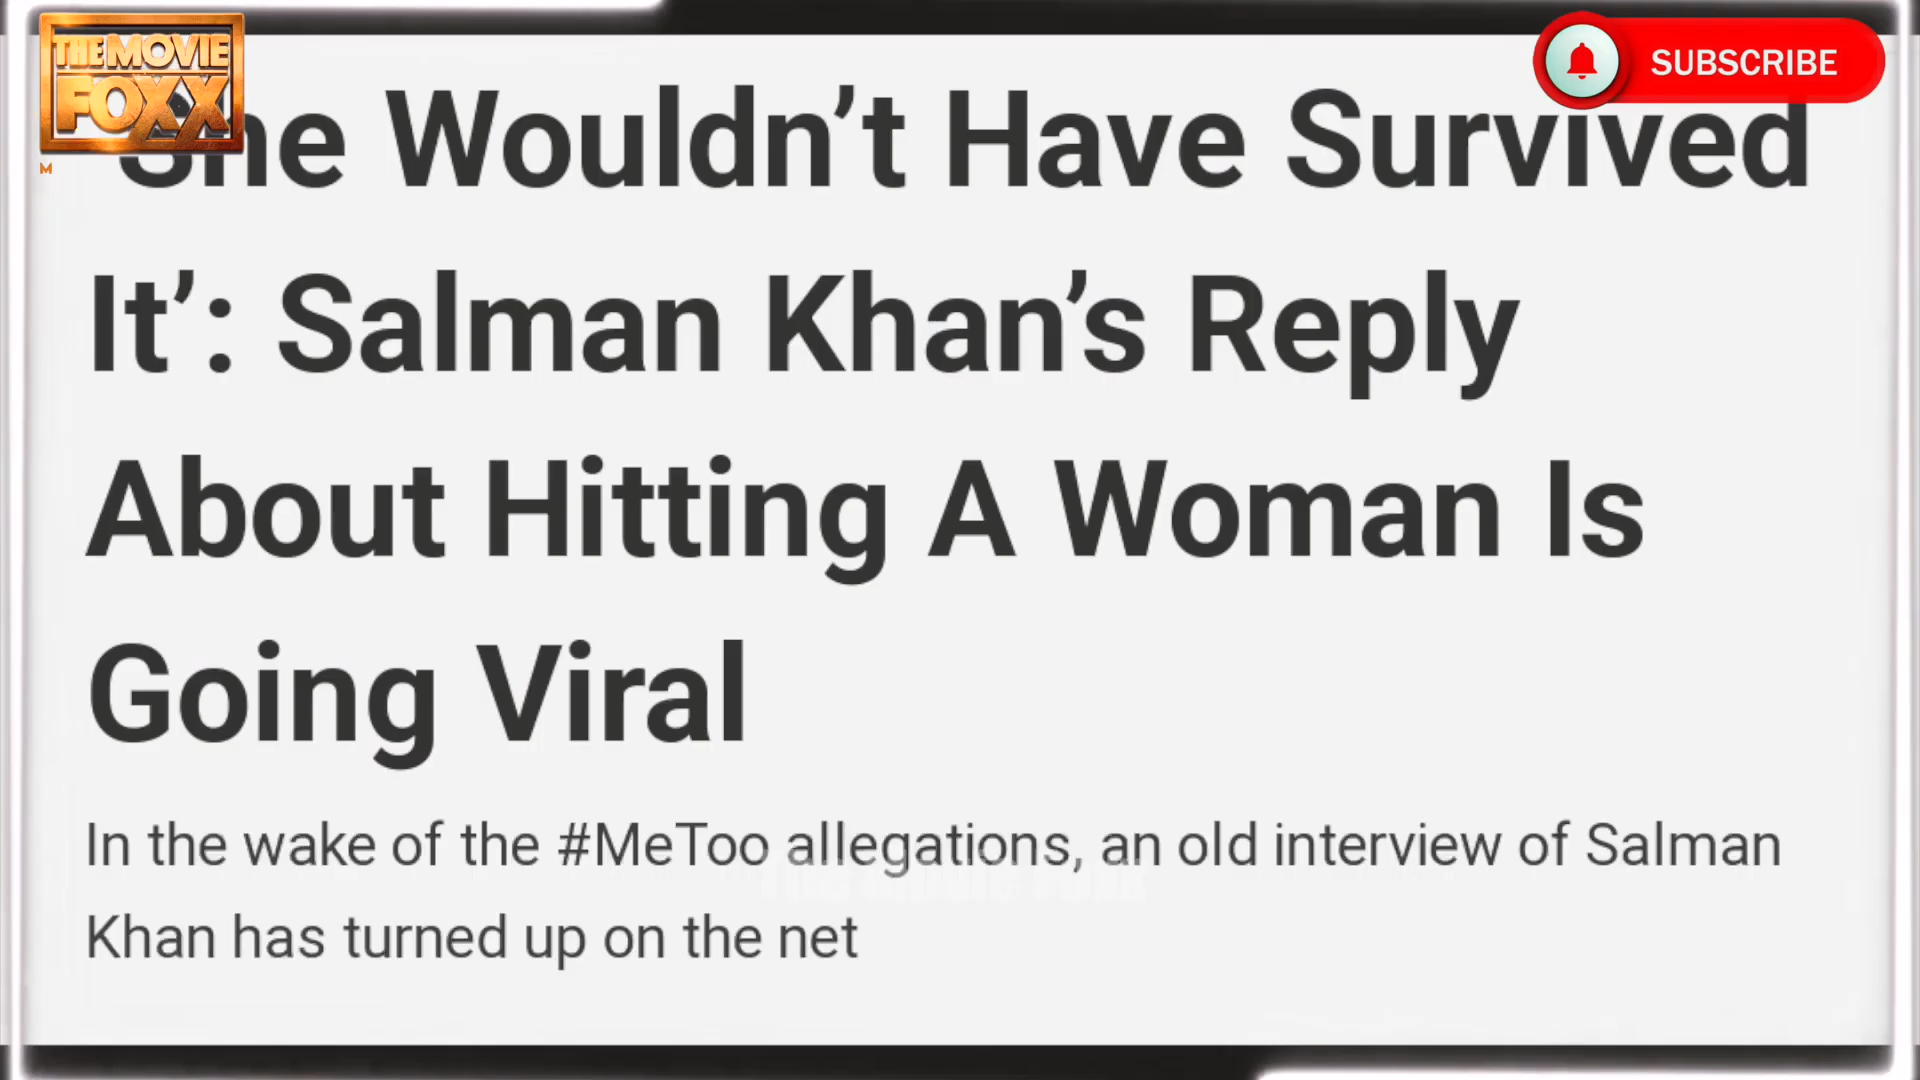 THE MOVIE
FOXX
SUBSCRIBE
‘She Wouldn’t Have Survived
It’: Salman Khan’s Reply
About Hitting A Woman Is
Going Viral
In the wake of the #MeToo allegations, an old interview of Salman
Khan has turned up on the net
M